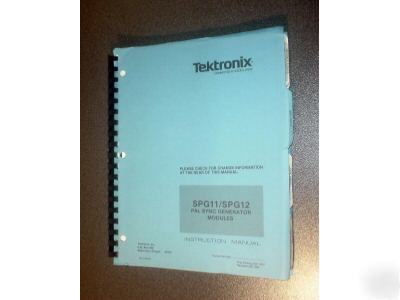 Tektronix
PLEASE CHECK FOR CHANGE INFORMATION
AT THE REAR OF THIS MANUAL.
SPG11/SPG12
PAL SYNC GENERATOR
MODULES
INSTRUCTION MANUAL